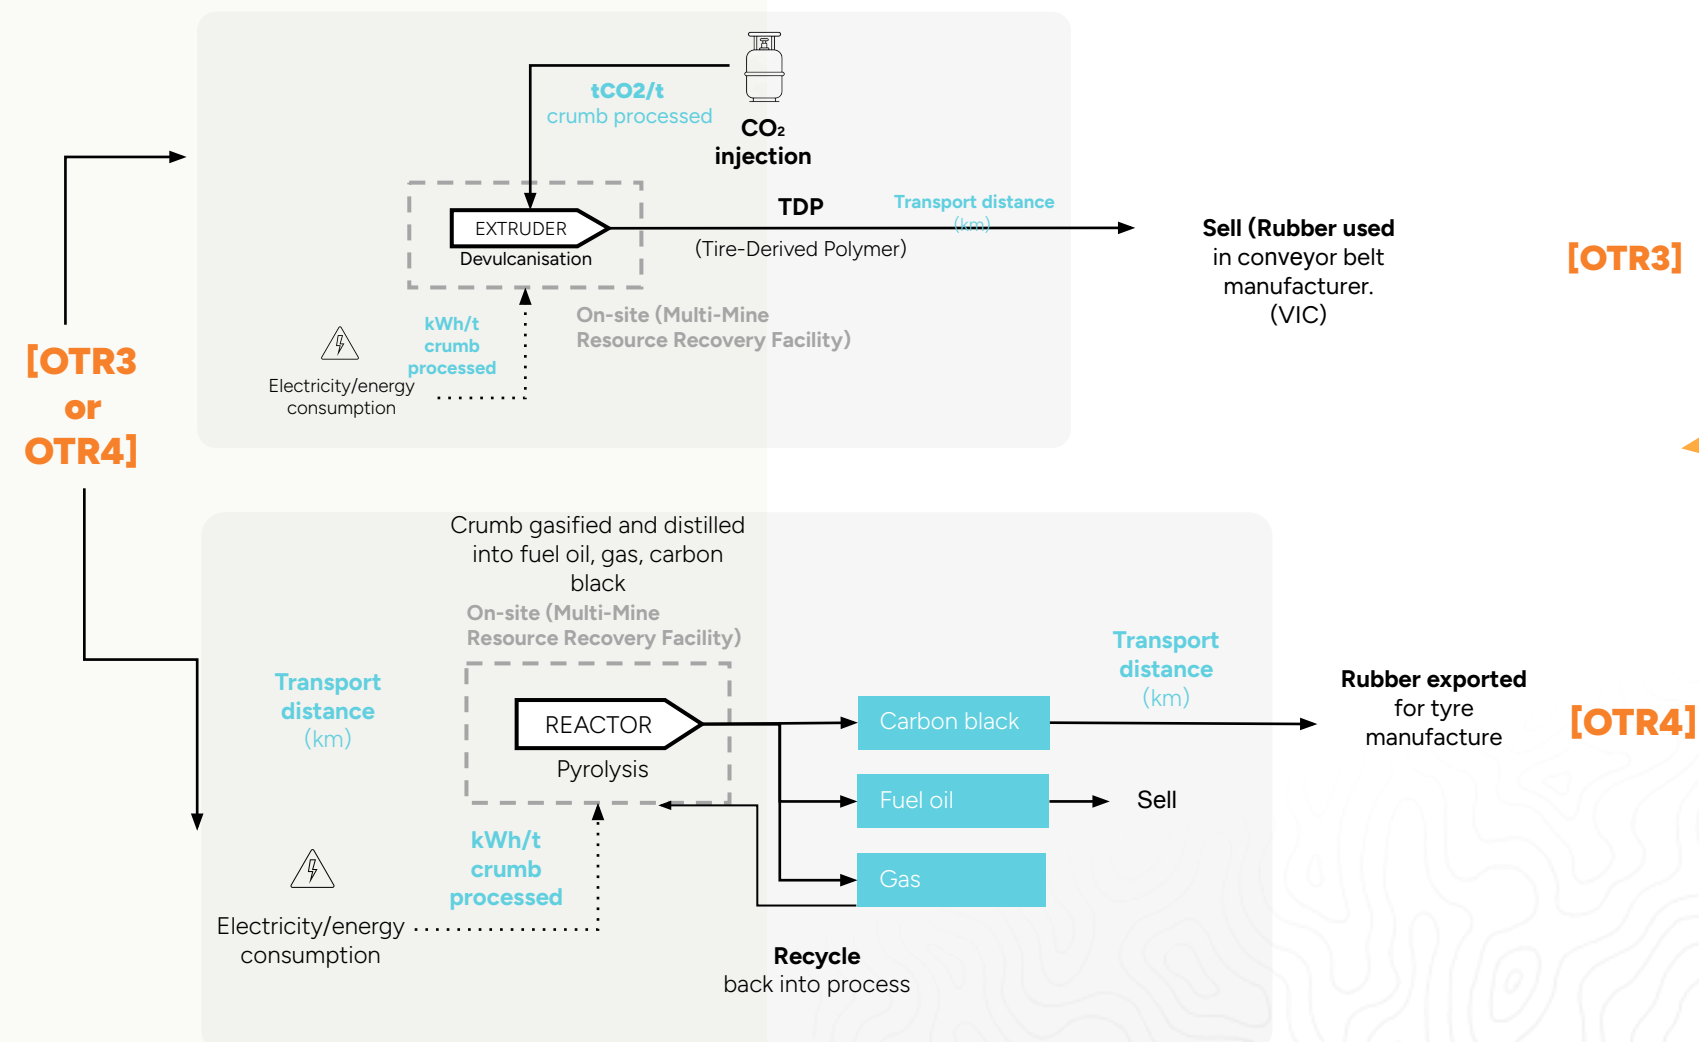 tCO2/t
crumb processed
CO₂
injection
EXTRUDER
Devulcanisation
TDP
(Tire-Derived Polymer)
Transport distance
(km)
Sell (Rubber used
in conveyor belt
manufacturer.
(VIC)
[OTR3]
On-site (Multi-Mine
Resource Recovery Facility)
kWh/t
crumb
processed
Electricity/energy
consumption
[OTR3
or
OTR4]
Crumb gasified and distilled
into fuel oil, gas, carbon
black
On-site (Multi-Mine
Resource Recovery Facility)
Transport
distance
(km)
REACTOR
Pyrolysis
Carbon black
Transport
distance
(km)
Rubber exported
for tyre
manufacture
[OTR4]
Fuel oil
Sell
Gas
kWh/t
crumb
processed
Electricity/energy
consumption
Recycle
back into process